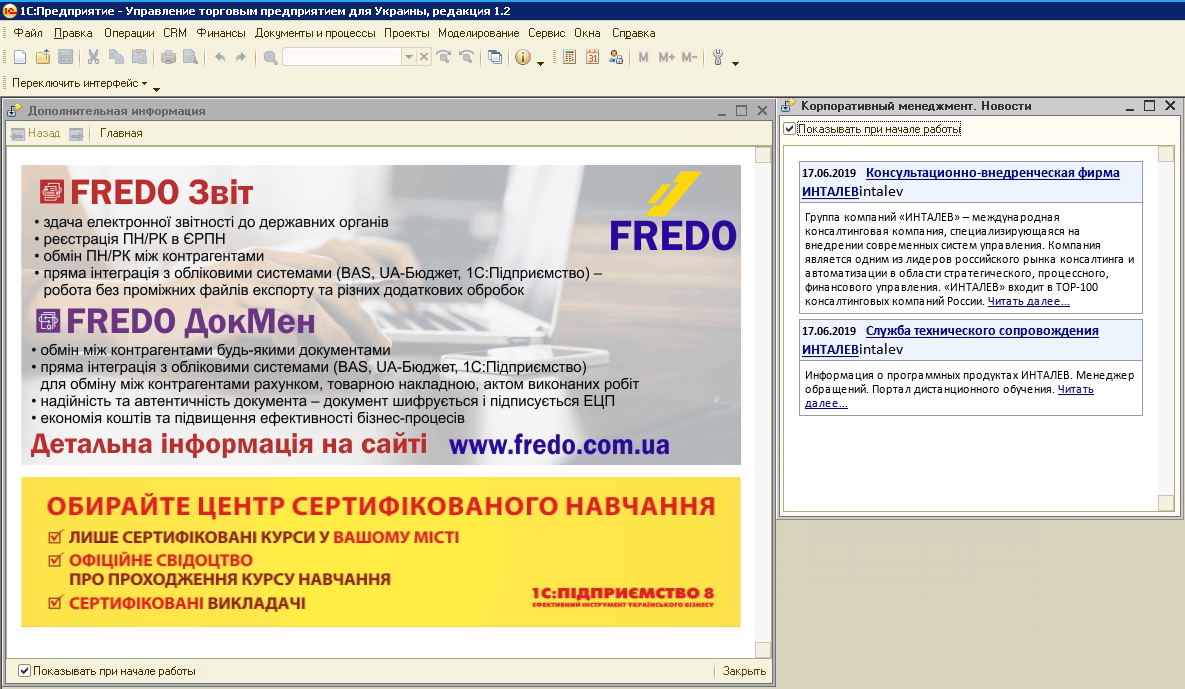 1С:Предприятие - Управление торговым предприятием для Украины, редакция 1.2
Файл Правка Операции CRM Финансы Документы и процессы Проекты Моделирование Сервис Окна Справка
31 M M+ M-
Переключить интерфейс
Дополнительная информация
Назад Главная
FREDO Звіт
• здача електронної звітності до державних органів
• реєстрація ПН/РК в ЄРПН
• обмін ПН/РК між контрагентами
• пряма інтеграція з обліковими системами (BAS, UA-Бюджет, 1С:Підприємство) –
робота без проміжних файлів експорту та різних додаткових обробок
FREDO
FREDO ДокМен
• обмін між контрагентами будь-якими документами
• пряма інтеграція з обліковими системами (BAS, UA-Бюджет, 1С:Підприємство)
для обміну між контрагентами рахунком, товарною накладною, актом виконаних робіт
• надійність та автентичність документа – документ шифрується і підписується ЕЦП
• економія коштів та підвищення ефективності бізнес-процесів
Детальна інформація на сайті www.fredo.com.ua
ОБИРАЙТЕ ЦЕНТР СЕРТИФІКОВАНОГО НАВЧАННЯ
ЛИШЕ СЕРТИФІКОВАНІ КУРСИ У ВАШОМУ МІСТІ
ОФІЦІЙНЕ СВІДОЦТВО
ПРО ПРОХОДЖЕННЯ КУРСУ НАВЧАННЯ
СЕРТИФІКОВАНІ ВИКЛАДАЧІ
1С:ПІДПРИЄМСТВО 8
ЕФЕКТИВНИЙ ІНСТРУМЕНТ УКРАЇНСЬКОГО БІЗНЕСУ
Показывать при начале работы
Закрыть
Корпоративный менеджмент. Новости
Показывать при начале работы
17.06.2019 Консультационно-внедренческая фирма
ИНТАЛЕВintalev
Группа компаний «ИНТАЛЕВ» – международная
консалтинговая компания, специализирующаяся на
внедрении современных систем управления. Компания
является одним из лидеров российского рынка консалтинга и
автоматизации в области стратегического, процессного,
финансового управления. «ИНТАЛЕВ» входит в TOP-100
консалтинговых компаний России. Читать далее...
17.06.2019 Служба технического сопровождения
ИНТАЛЕВintalev
Информация о программных продуктах ИНТАЛЕВ. Менеджер
обращений. Портал дистанционного обучения. Читать
далее...